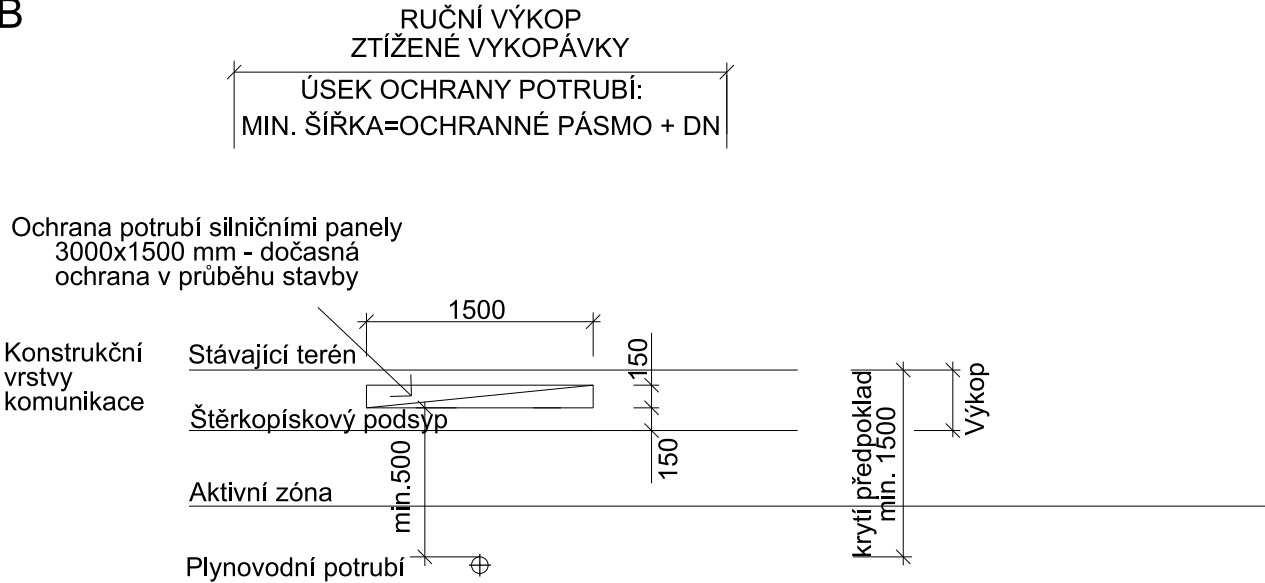 B
RUČNÍ VÝKOP
ZTÍŽENÉ VYKOPÁVKY
ÚSEK OCHRANY POTRUBÍ:
MIN. ŠÍŘKA=OCHRANNÉ PÁSMO + DN
Ochrana potrubí silničními panely
3000x1500 mm - dočasná
ochrana v průběhu stavby
1500
Konstrukční
vrstvy
komunikace
Stávající terén
150
Štěrkopískový podsyp
150
min.500
krytí předpoklad
min. 1500
Výkop
Aktivní zóna
Plynovodní potrubí